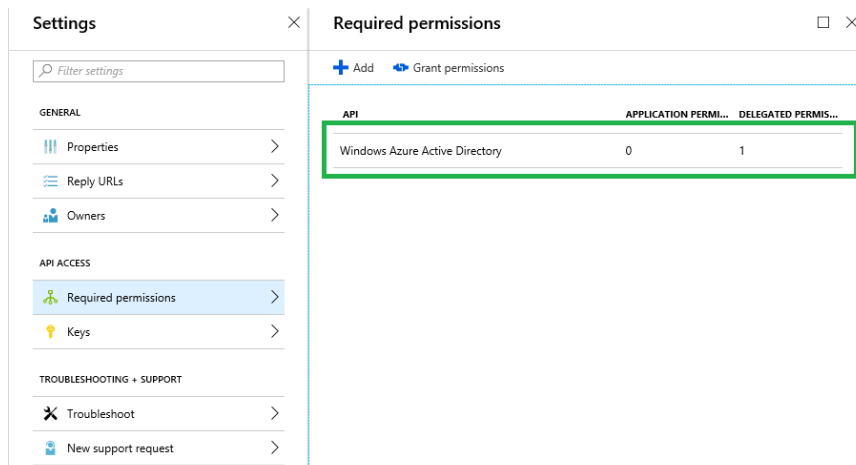 Settings
Filter settings
GENERAL
Properties
Reply URLs
Owners
API ACCESS
Required permissions
Keys
TROUBLESHOOTING + SUPPORT
Troubleshoot
New support request
Required permissions
Add Grant permissions
API APPLICATION PERMI... DELEGATED PERMIS...
Windows Azure Active Directory 0 1